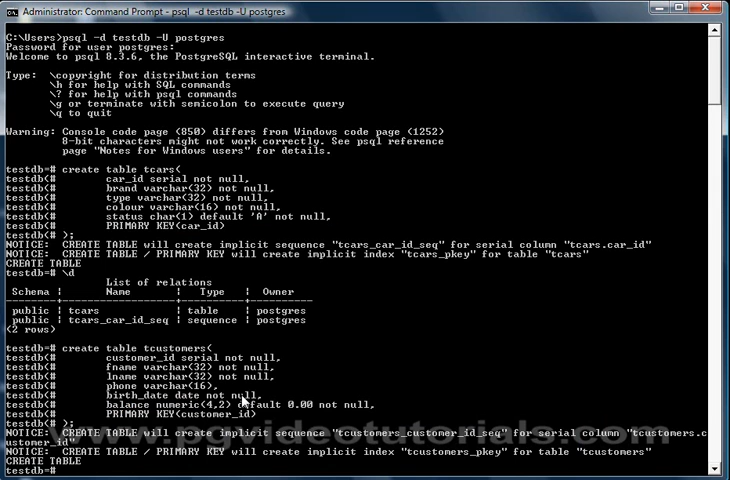 Administrator: Command Prompt - psql -d testdb -U postgres
C:\Users>psql -d testdb -U postgres
Password for user postgres:
Welcome to psql 8.3.6, the PostgreSQL interactive terminal.
Type:  \copyright for distribution terms
\h for help with SQL commands
\? for help with psql commands
\g or terminate with semicolon to execute query
\q to quit
Warning: Console code page (850) differs from Windows code page (1252)
8-bit characters might not work correctly. See psql reference
page "Notes for Windows users" for details.
testdb=# create table tcars(
testdb(#        car_id serial not null,
testdb(#        brand varchar(32) not null,
testdb(#        type varchar(32) not null,
testdb(#        colour varchar(16) not null,
testdb(#        status char(1) default 'A' not null,
testdb(#        PRIMARY KEY(car_id)
testdb(# );
NOTICE:  CREATE TABLE will create implicit sequence "tcars_car_id_seq" for serial column "tcars.car_id"
NOTICE:  CREATE TABLE / PRIMARY KEY will create implicit index "tcars_pkey" for table "tcars"
CREATE TABLE
testdb=# \d
List of relations
Schema |       Name       |   Type   |  Owner
--------+------------------+----------+----------
public | tcars            | table    | postgres
public | tcars_car_id_seq | sequence | postgres
(2 rows)
testdb=# create table tcustomers(
testdb(#        customer_id serial not null,
testdb(#        fname varchar(32) not null,
testdb(#        lname varchar(32) not null,
testdb(#        phone varchar(16),
testdb(#        birth_date date not null,
testdb(#        balance numeric(4,2) default 0.00 not null,
testdb(#        PRIMARY KEY(customer_id)
testdb(# );
NOTICE:  CREATE TABLE will create implicit sequence "tcustomers_customer_id_seq" for serial column "tcustomers.c
ustomer_id"
www.pgvideotutorials.com
NOTICE:  CREATE TABLE / PRIMARY KEY will create implicit index "tcustomers_pkey" for table "tcustomers"
CREATE TABLE
testdb=#